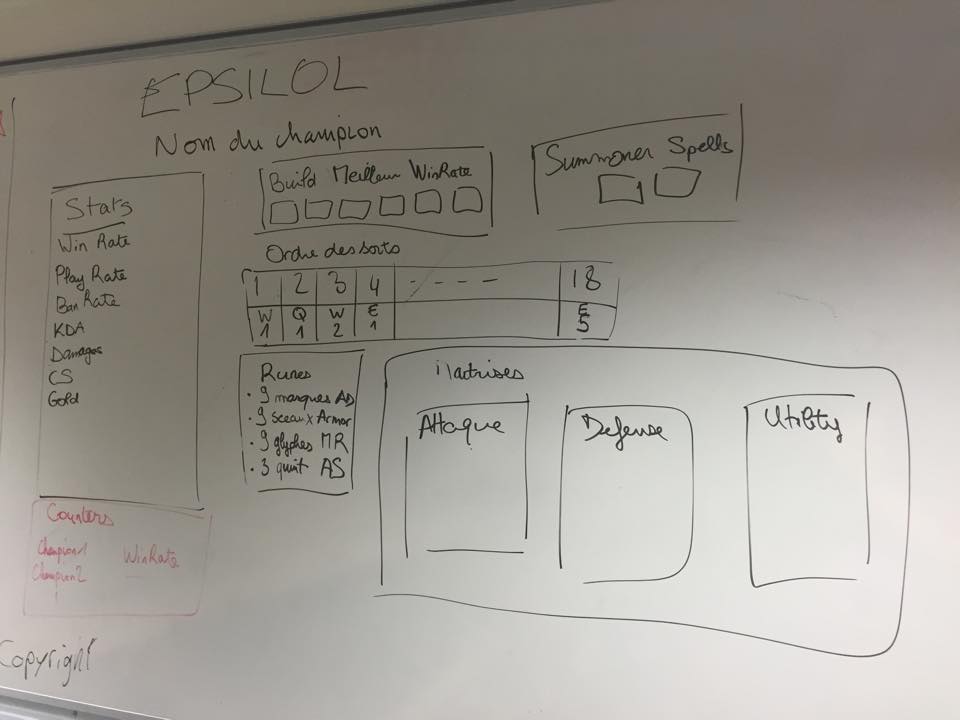 EPSILOL
Nom du champion
Build Meilleur WinRate
Summoner Spells
Stats
Win Rate
Play Rate
Ban Rate
KDA
Damages
CS
Gold
Ordre des sorts
1 2 3 4 - - - - 18
W Q W E E
1 1 2 1 5
Runes
• 9 marques AD
• 9 sceaux Armor
• 9 glyphes MR
• 3 quint AS
Maitrises
Attaque
Defense
Utility
Counters
Champion1 WinRate
Champion2
Copyright